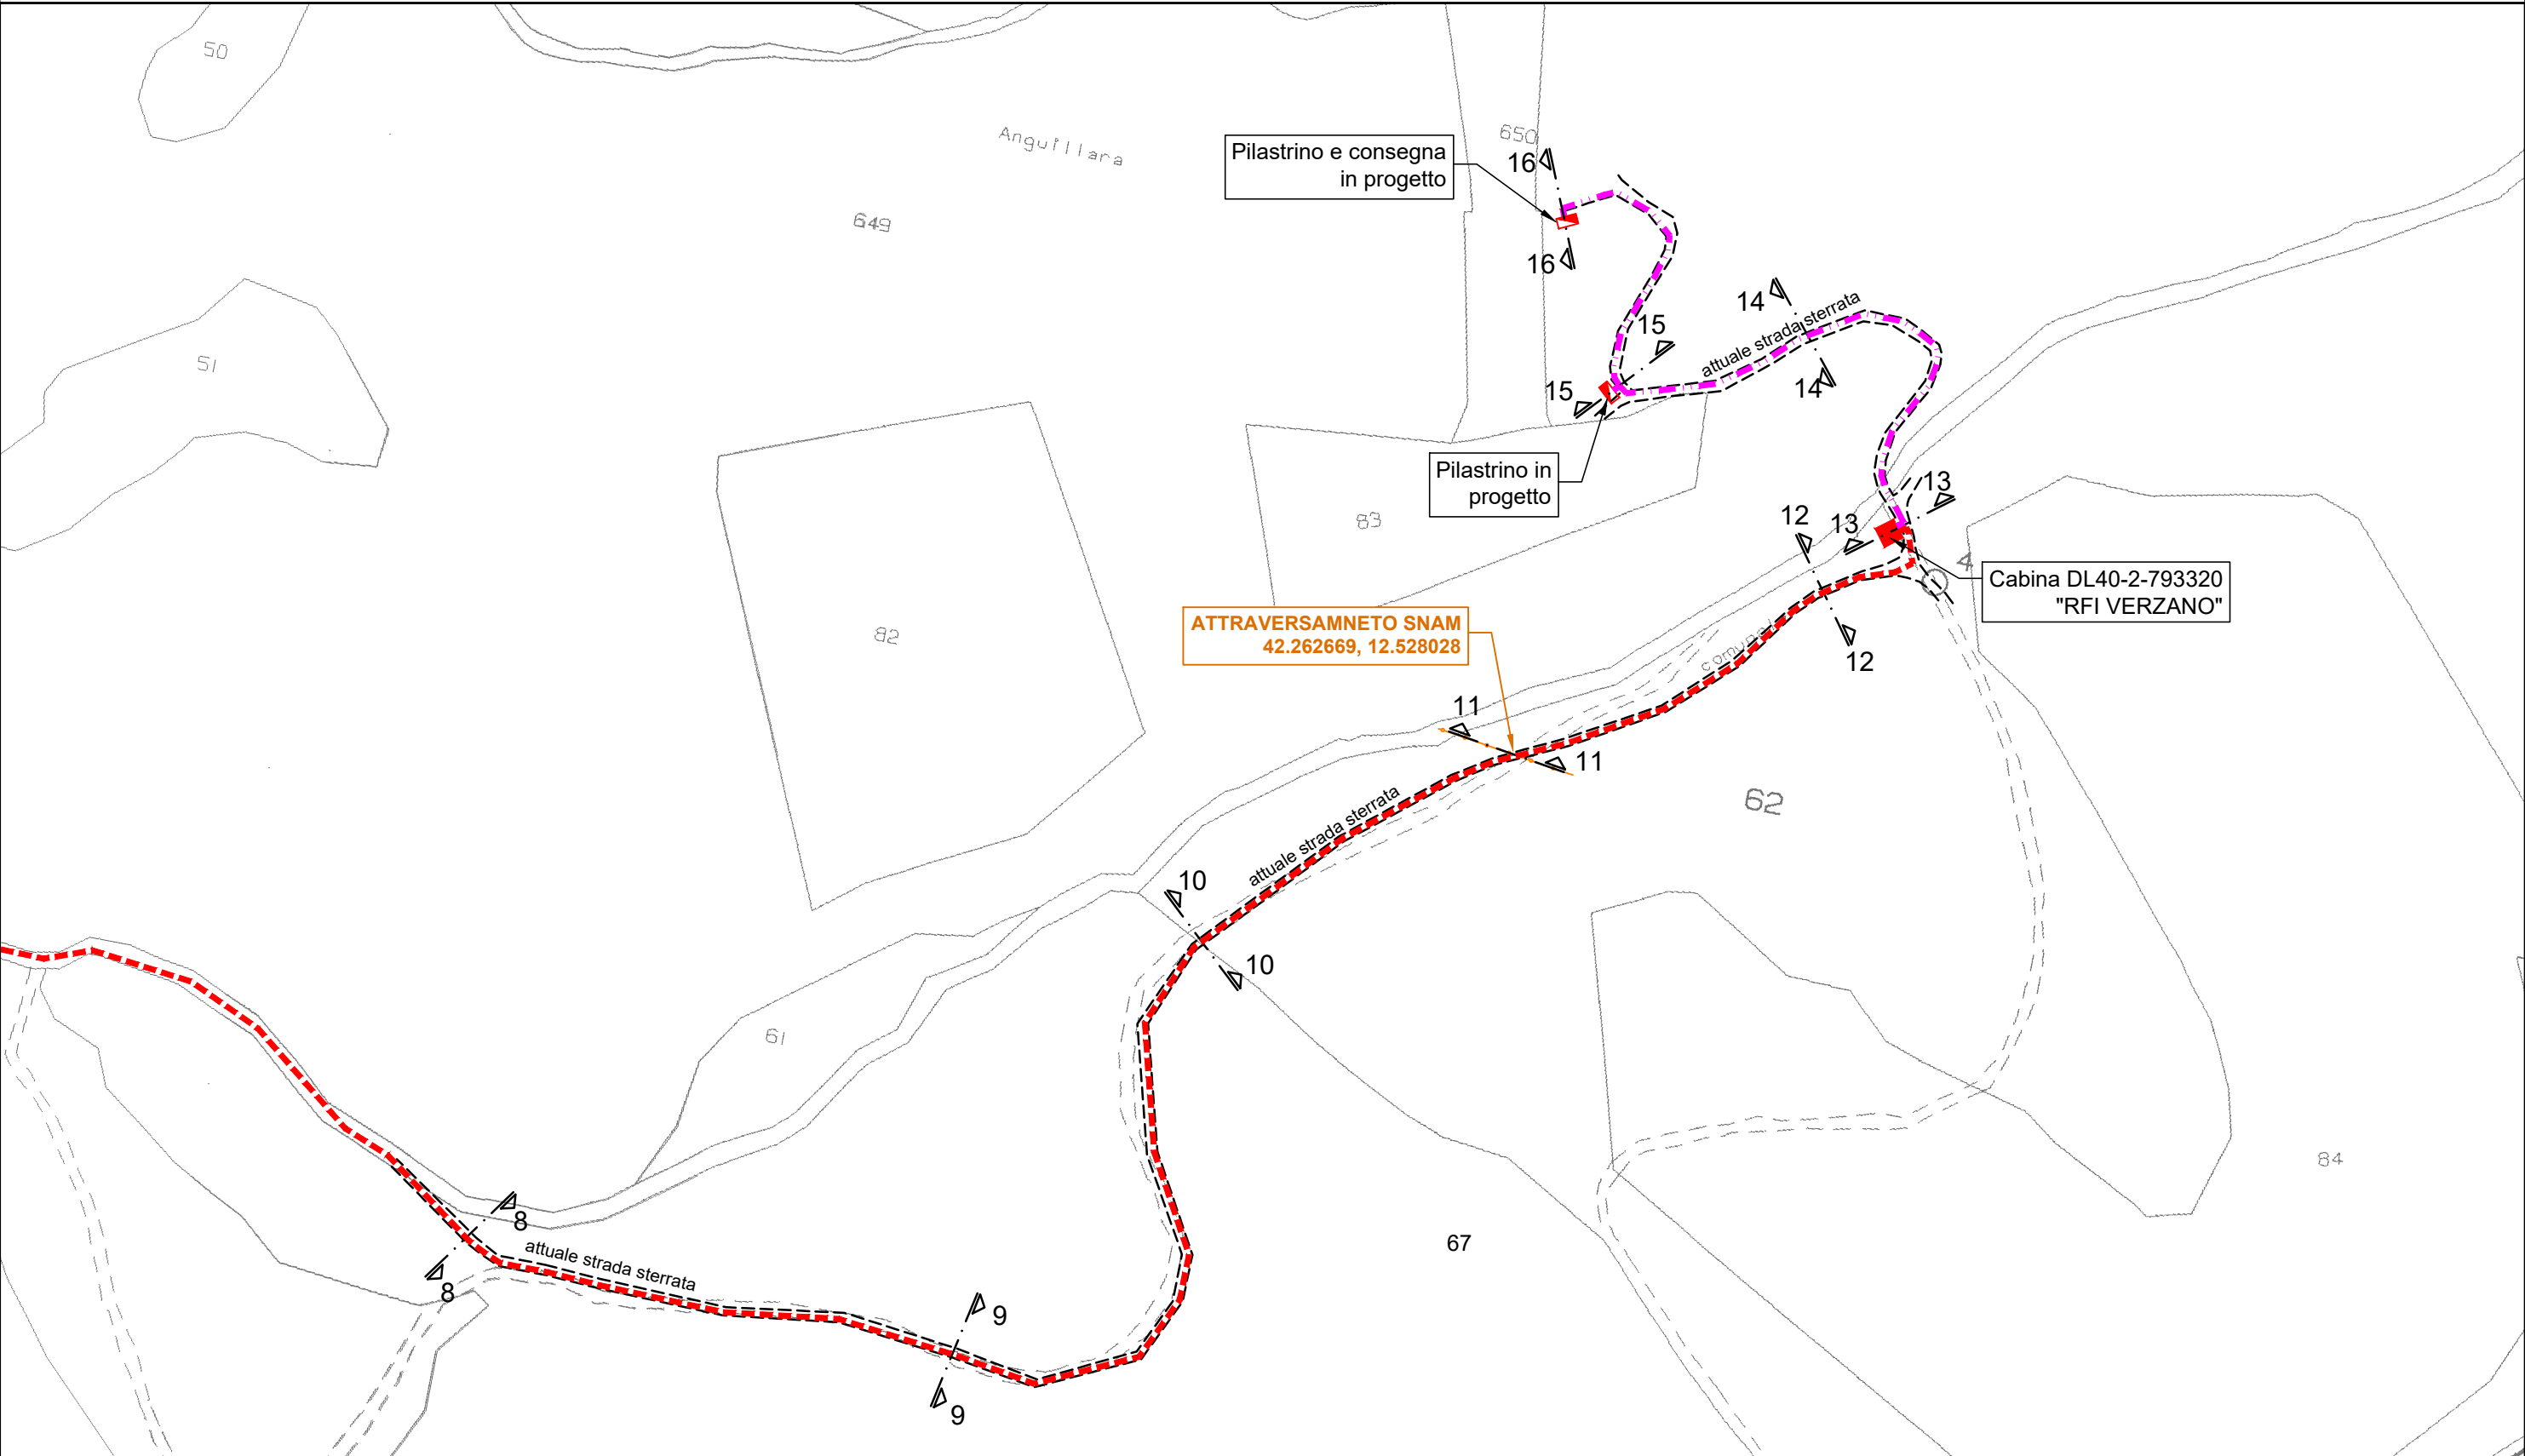 50
Anguillara
650
Pilastrino e consegna
in progetto
16
649
16
14
attuale strada sterrata
15
51
14
15
Pilastrino in
progetto
13
83
12
13
4
Cabina DL40-2-793320
"RFI VERZANO"
ATTRAVERSAMNETO SNAM
42.262669, 12.528028
82
12
11
11
62
attuale strada sterrata
10
10
61
84
8
67
attuale strada sterrata
8
9
9